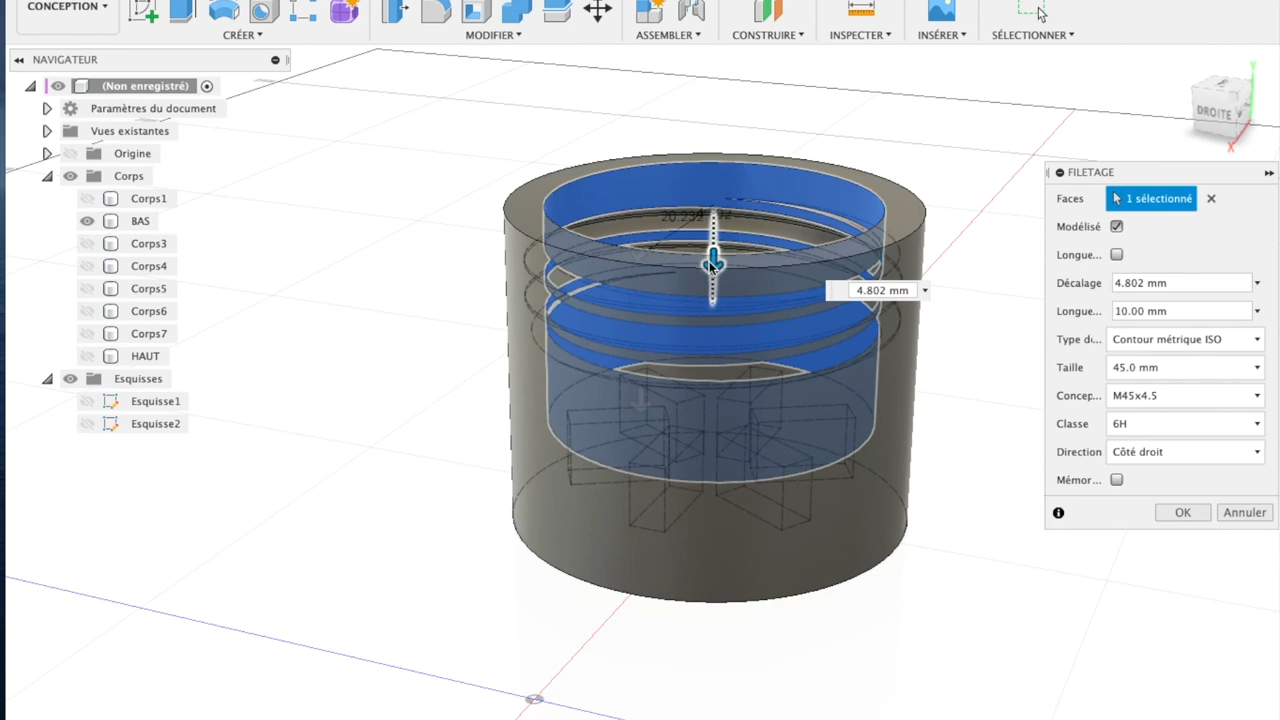 CONCEPTION
CRÉER
MODIFIER
ASSEMBLER
CONSTRUIRE
INSPECTER
INSÉRER
SÉLECTIONNER
NAVIGATEUR
(Non enregistré)
Paramètres du document
Vues existantes
Origine
Corps
Corps1
BAS
Corps3
Corps4
Corps5
Corps6
Corps7
HAUT
Esquisses
Esquisse1
Esquisse2
4.802 mm
DROITE
Y
X
FILETAGE
Faces 1 sélectionné
Modélisé
Longue...
Décalage 4.802 mm
Longue... 10.00 mm
Type d... Contour métrique ISO
Taille 45.0 mm
Concep... M45x4.5
Classe 6H
Direction Côté droit
Mémor...
OK Annuler